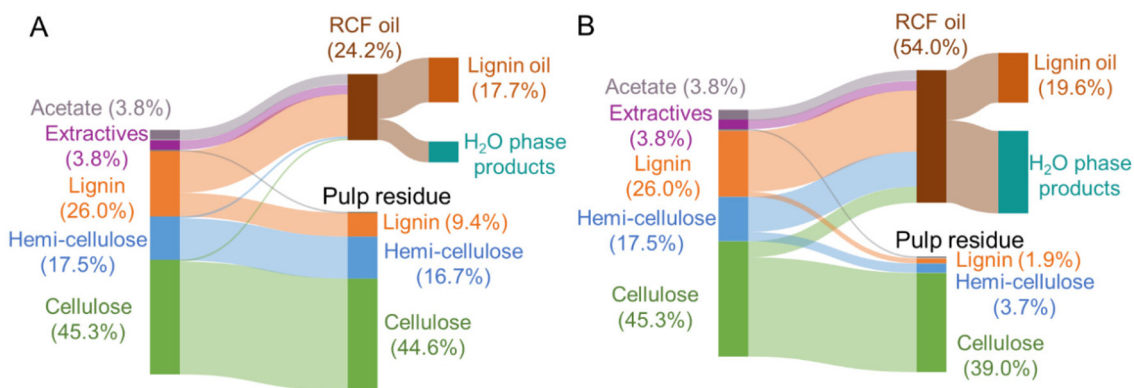 A
RCF oil
(24.2%)
Lignin oil
(17.7%)
Acetate (3.8%)
Extractives
(3.8%)
H₂O phase
products
Lignin
(26.0%)
Pulp residue
Lignin (9.4%)
Hemi-cellulose
(17.5%)
Hemi-cellulose
(16.7%)
Cellulose
(45.3%)
Cellulose
(44.6%)
B
RCF oil
(54.0%)
Lignin oil
(19.6%)
Acetate (3.8%)
Extractives
(3.8%)
H₂O phase
products
Lignin
(26.0%)
Hemi-cellulose
(17.5%)
Pulp residue
Lignin (1.9%)
Hemi-cellulose
(3.7%)
Cellulose
(45.3%)
Cellulose
(39.0%)